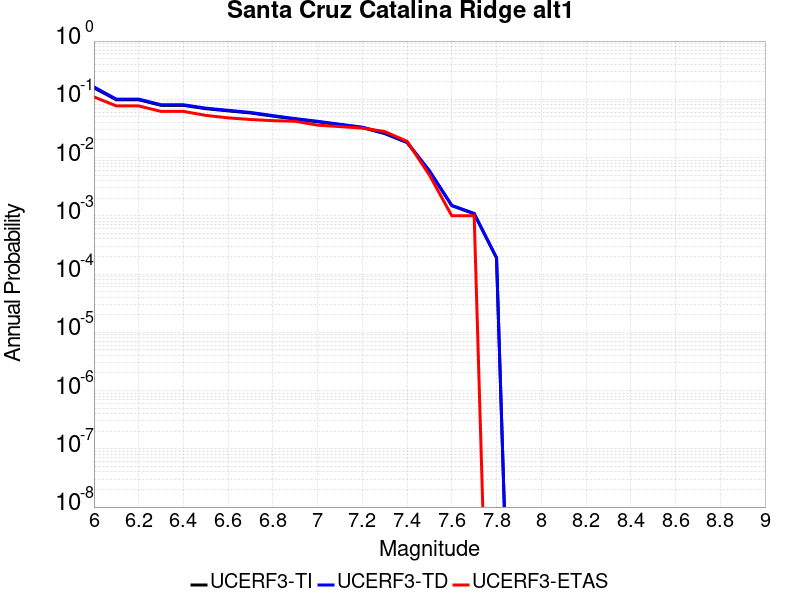 Santa Cruz Catalina Ridge alt1
10^0
10^-1
10^-2
10^-3
10^-4
10^-5
10^-6
10^-7
10^-8
Annual Probability
6 6.2 6.4 6.6 6.8 7 7.2 7.4 7.6 7.8 8 8.2 8.4 8.6 8.8 9
Magnitude
UCERF3-TI UCERF3-TD UCERF3-ETAS